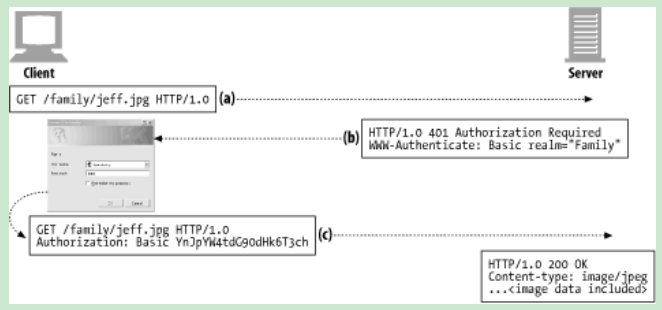 Client
Server
GET /family/jeff.jpg HTTP/1.0
(a)
(b)
HTTP/1.0 401 Authorization Required
WWW-Authenticate: Basic realm="Family"
GET /family/jeff.jpg HTTP/1.0
Authorization: Basic YnJpYW4tdG90dHk6T3ch
(c)
HTTP/1.0 200 OK
Content-type: image/jpeg
...<image data included>